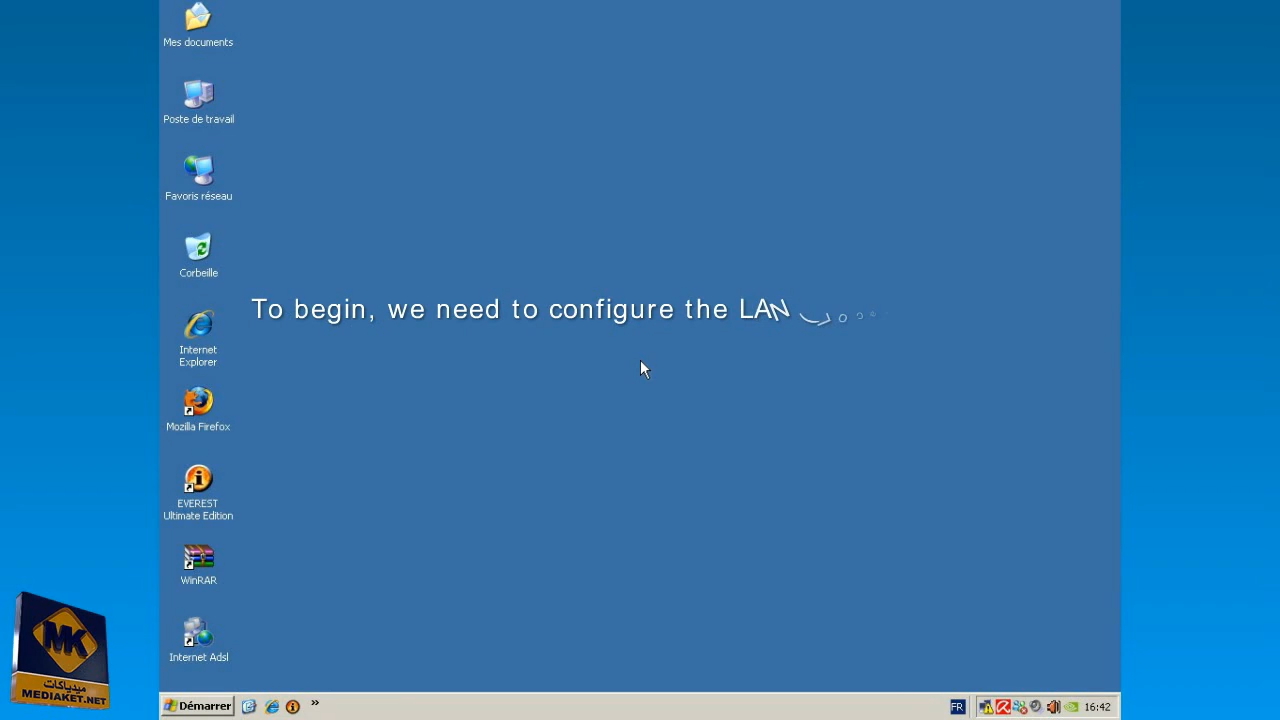 Mes documents
Poste de travail
Favoris réseau
Corbeille
To begin, we need to configure the LAN
Internet
Explorer
Mozilla Firefox
EVEREST
Ultimate Edition
WinRAR
Internet Adsl
MK
ميدياكات
MEDIAKET.NET
Démarrer
»
FR
16:42